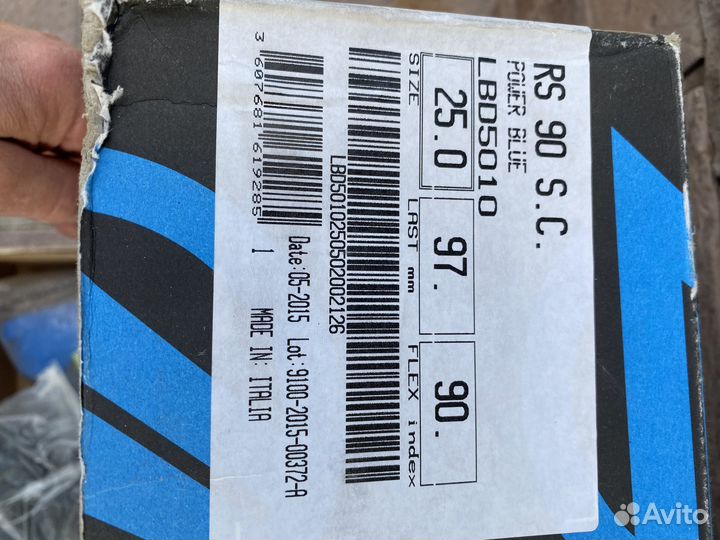 RS 90 S.C.
POWER BLUE
LBD5010
25.0 97. 90.
SIZE LAST mm FLEX index
LBD50102505002126
Date:05-2015 Lot:9100-2015-00372-A
1 MADE IN: ITALIA
3 607681 619285
Avito